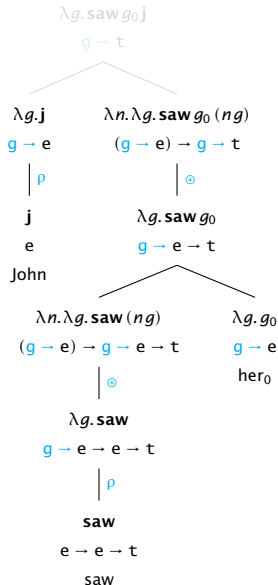 λg.saw g₀ j
g → t
λg.j λn.λg.saw g₀ (n g)
g → e (g → e) → g → t
ρ ⊛
j λg.saw g₀
e g → e → t
John
λn.λg.saw (n g) λg.g₀
(g → e) → g → e → t g → e
her₀
⊛
λg.saw
g → e → e → t
ρ
saw
e → e → t
saw